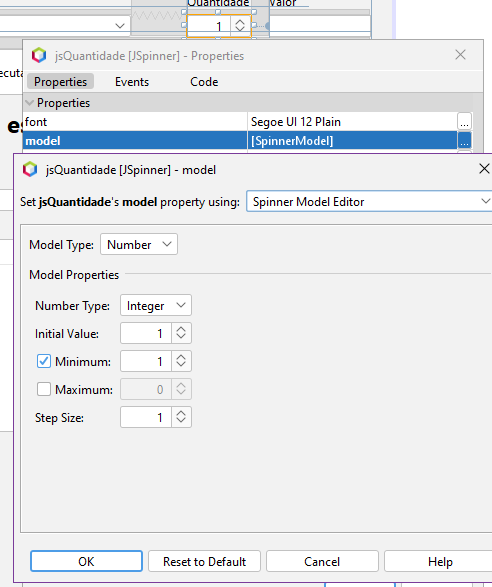 Quantidade Valor
1
jsQuantidade [JSpinner] - Properties
Properties Events Code
Properties
font Segoe UI 12 Plain ...
model [SpinnerModel] ...
jsQuantidade [JSpinner] - model
Set jsQuantidade's model property using: Spinner Model Editor
Model Type: Number
Model Properties
Number Type: Integer
Initial Value: 1
Minimum: 1
Maximum: 0
Step Size: 1
OK Reset to Default Cancel Help